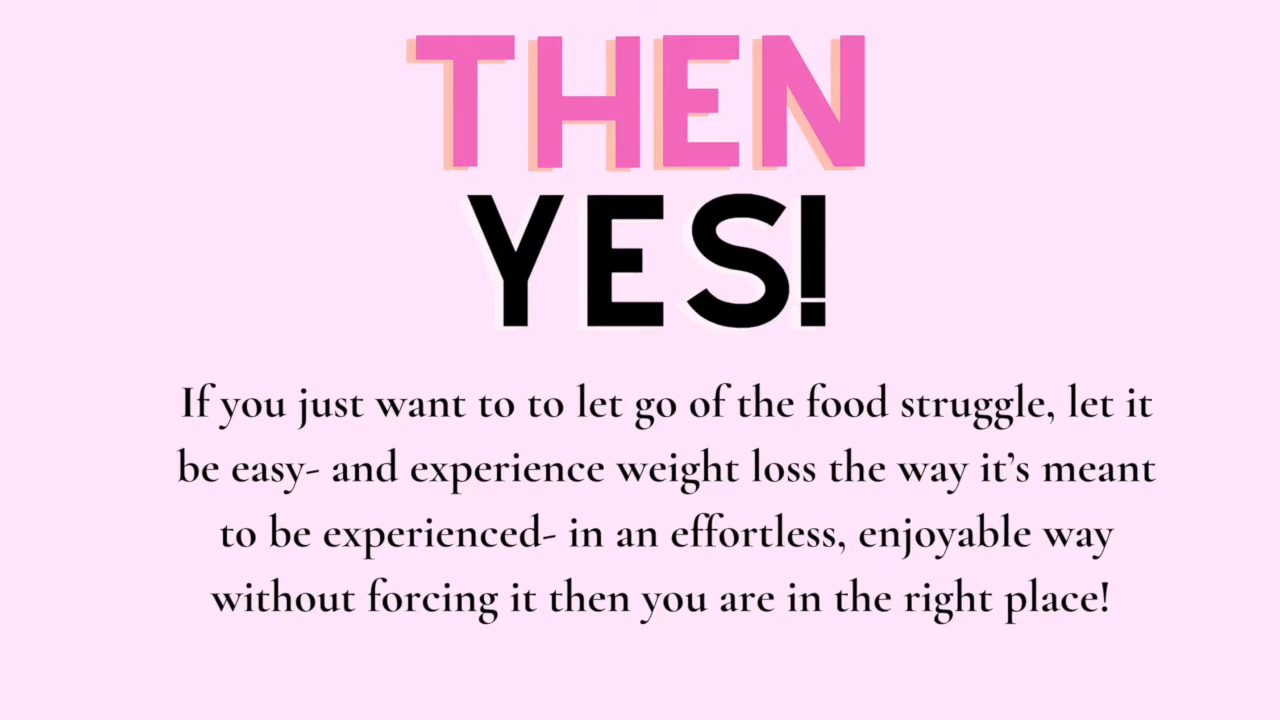 THEN
YES!
If you just want to to let go of the food struggle, let it
be easy- and experience weight loss the way it’s meant
to be experienced- in an effortless, enjoyable way
without forcing it then you are in the right place!